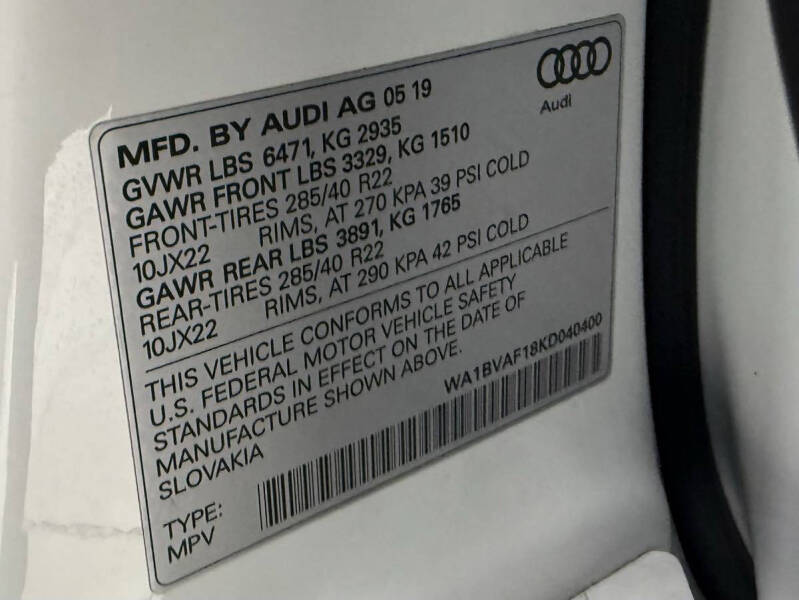 Audi
MFD. BY AUDI AG 05 19
GVWR LBS 6471, KG 2935
GAWR FRONT LBS 3329, KG 1510
FRONT-TIRES 285/40 R22
10JX22 RIMS, AT 270 KPA 39 PSI COLD
GAWR REAR LBS 3891, KG 1765
REAR-TIRES 285/40 R22
10JX22 RIMS, AT 290 KPA 42 PSI COLD
THIS VEHICLE CONFORMS TO ALL APPLICABLE
U.S. FEDERAL MOTOR VEHICLE SAFETY
STANDARDS IN EFFECT ON THE DATE OF
MANUFACTURE SHOWN ABOVE.
SLOVAKIA
WA1BVAF18KD040400
TYPE:
MPV